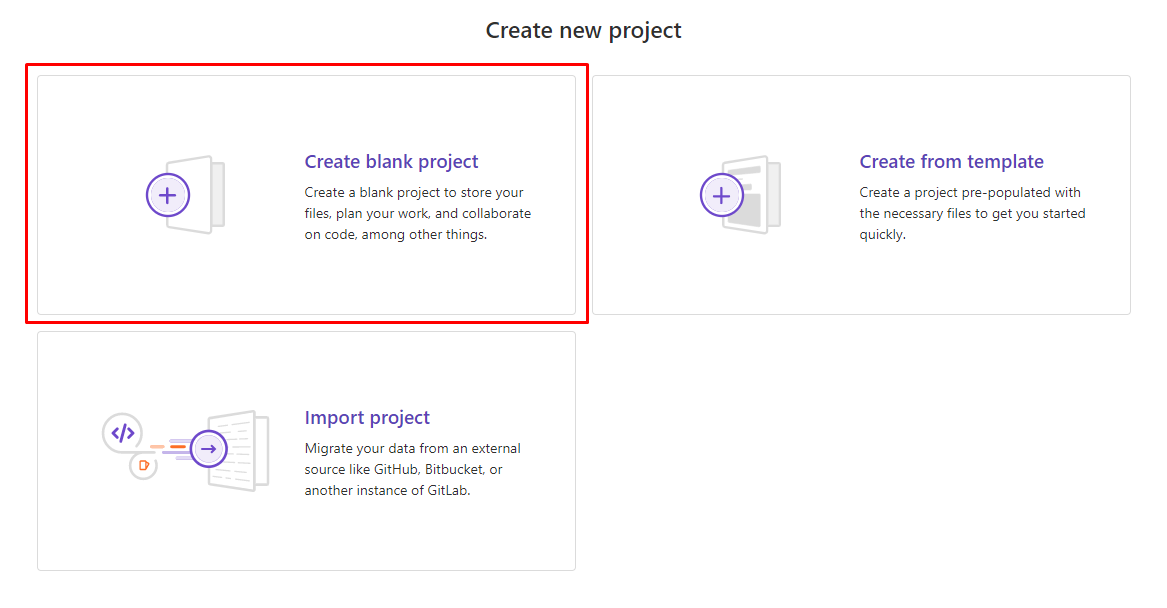 Create new project
Create blank project
Create a blank project to store your
files, plan your work, and collaborate
on code, among other things.
Create from template
Create a project pre-populated with
the necessary files to get you started
quickly.
Import project
Migrate your data from an external
source like GitHub, Bitbucket, or
another instance of GitLab.